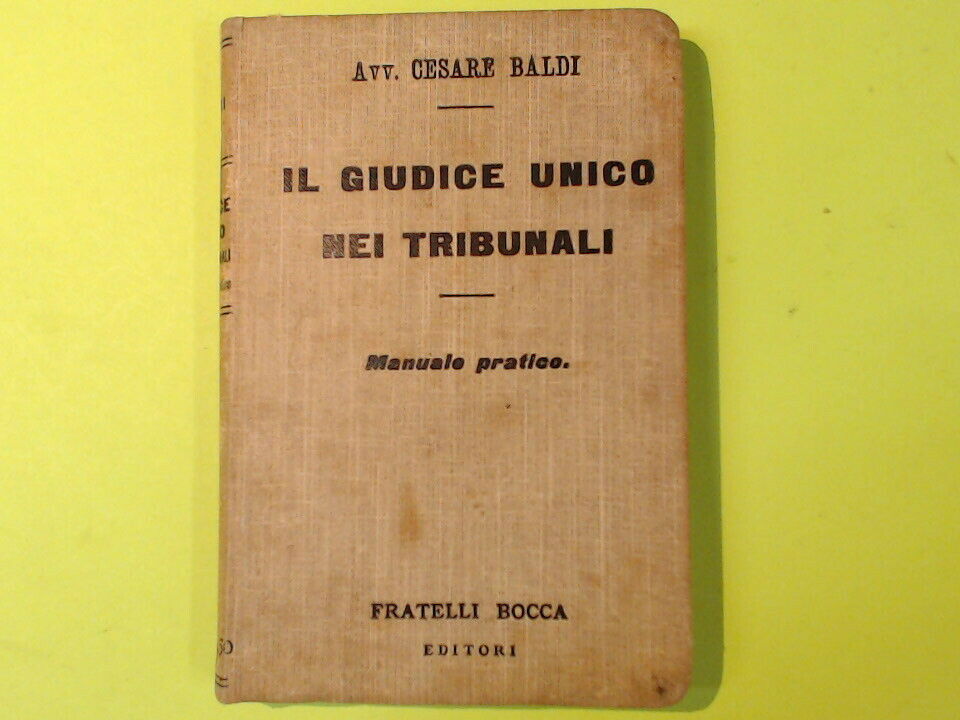 Avv. CESARE BALDI
IL GIUDICE UNICO
NEI TRIBUNALI
Manuale pratico.
FRATELLI BOCCA
EDITORI